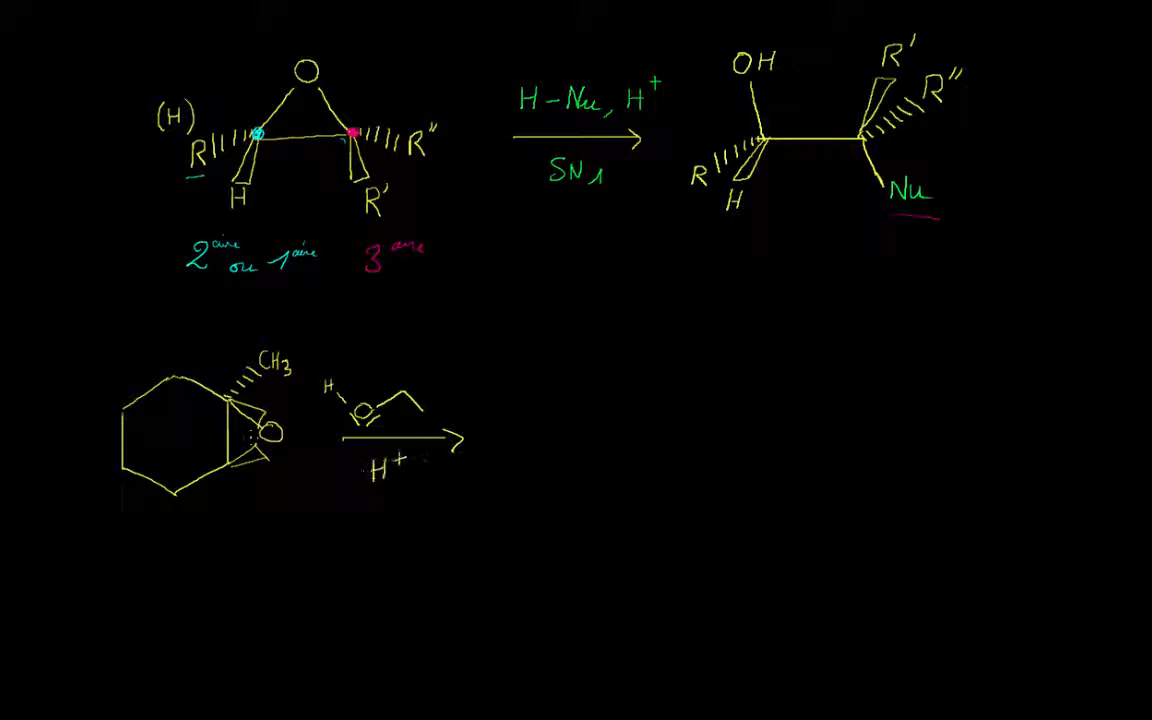 O
(H)
R
R''
H
R'
2aire ou 1aire
3aire
H-Nu, H+
SN1
OH
R'
R''
R
H
Nu
CH3
O
H
O
H+